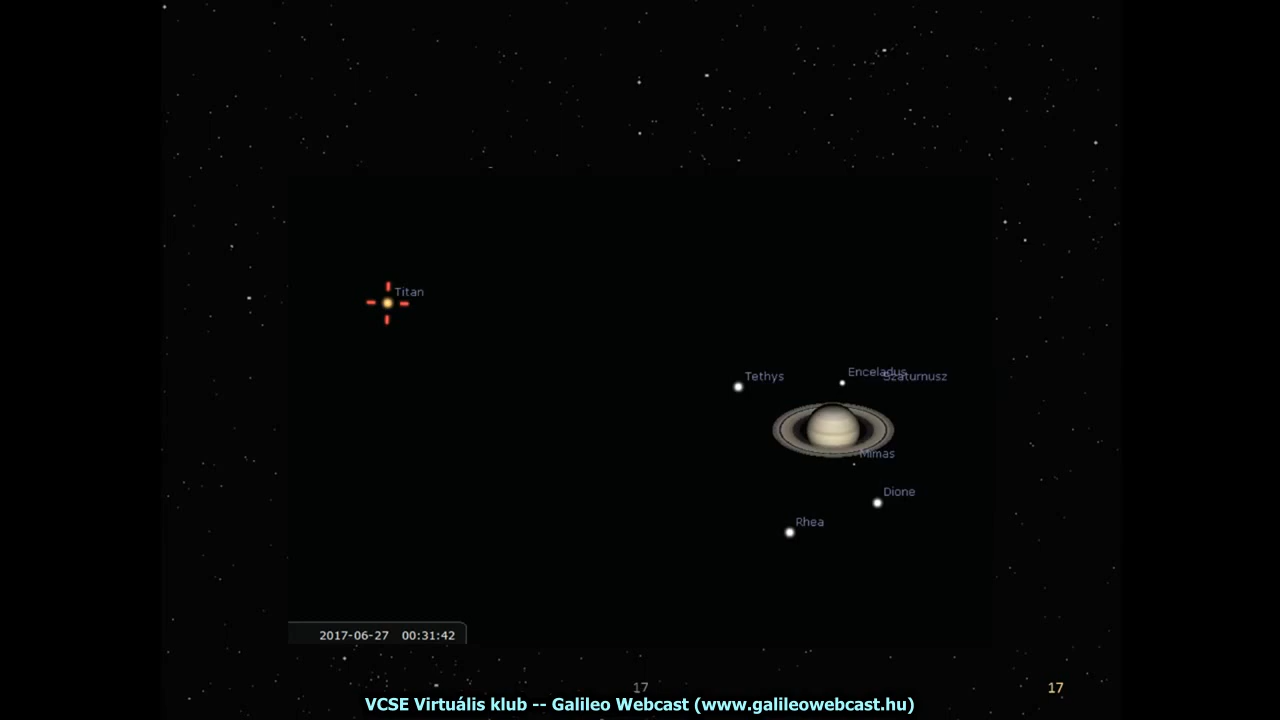 Titan
Enceladus
Szaturnusz
Tethys
Mimas
Dione
Rhea
2017-06-27 00:31:42
17
17
VCSE Virtuális klub -- Galileo Webcast (www.galileowebcast.hu)